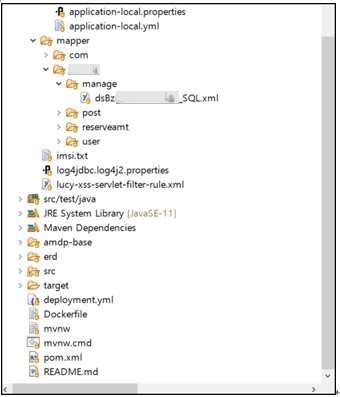 application-local.properties
application-local.yml
mapper
com
manage
dsBz _SQL.xml
post
reserveamt
user
imsi.txt
log4jdbc.log4j2.properties
lucy-xss-servlet-filter-rule.xml
src/test/java
JRE System Library [JavaSE-11]
Maven Dependencies
amdp-base
erd
src
target
deployment.yml
Dockerfile
mvnw
mvnw.cmd
pom.xml
README.md